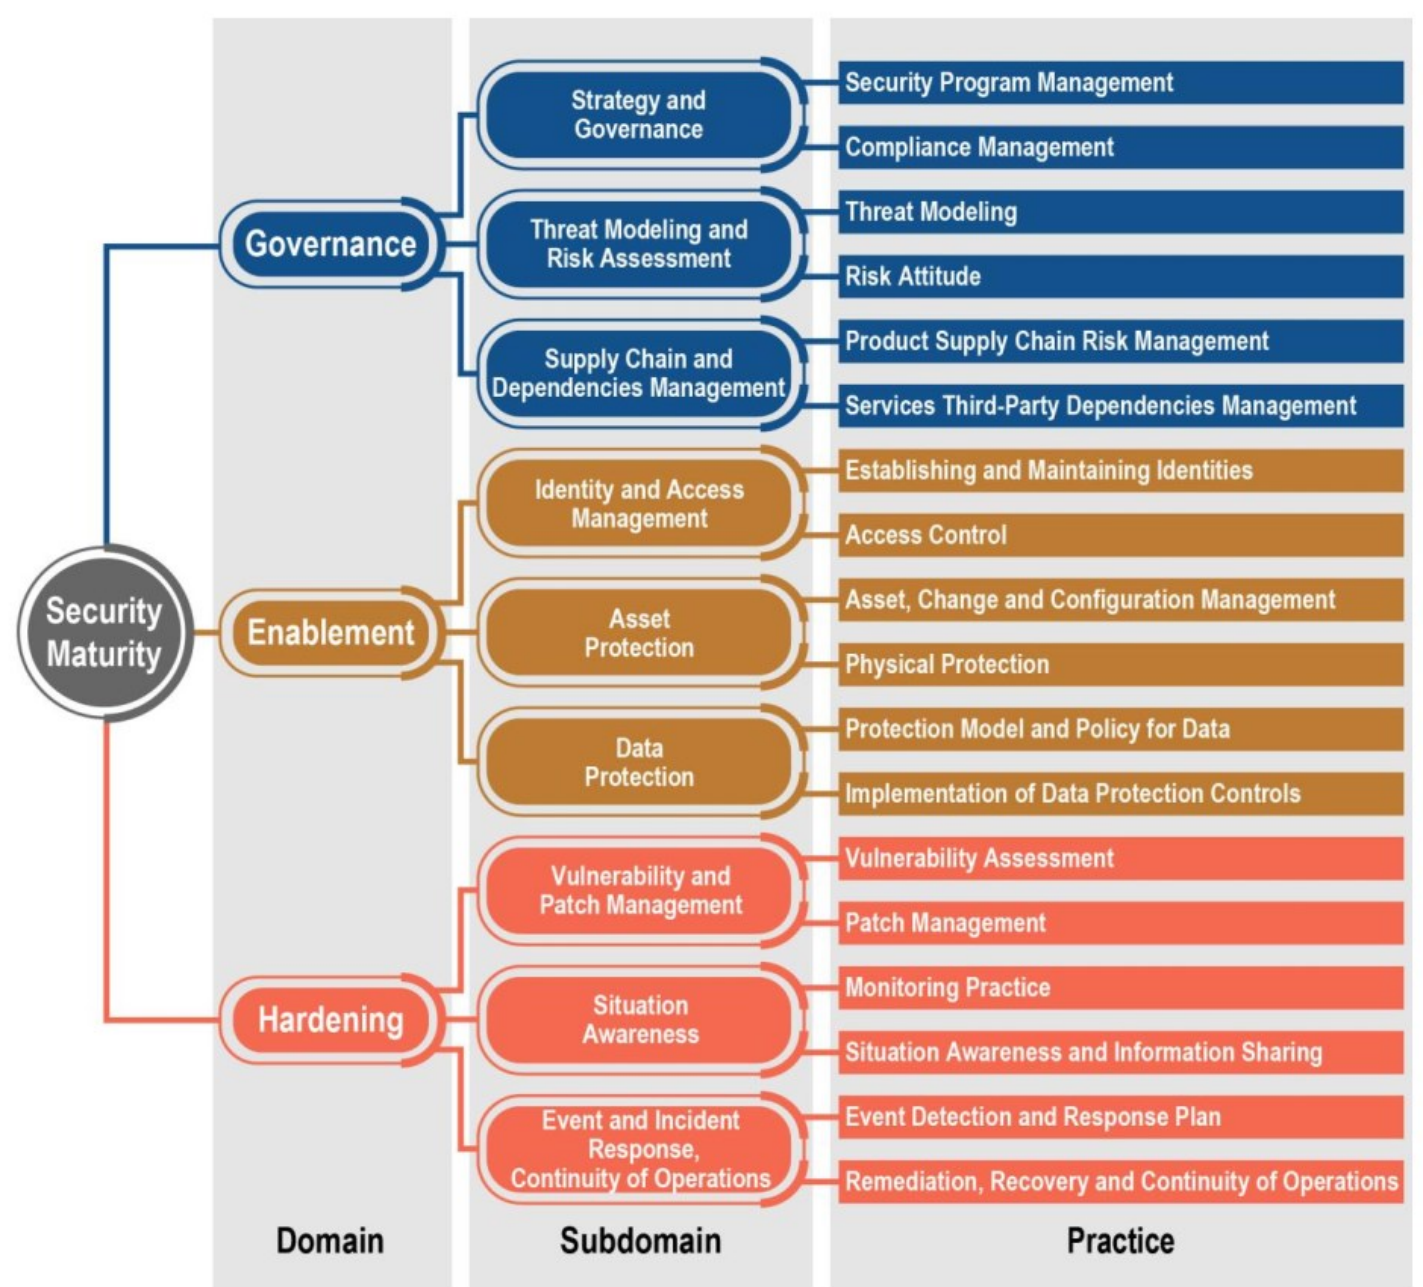 Security
Maturity
Governance
Strategy and
Governance
Security Program Management
Compliance Management
Threat Modeling and
Risk Assessment
Threat Modeling
Risk Attitude
Supply Chain and
Dependencies Management
Product Supply Chain Risk Management
Services Third-Party Dependencies Management
Enablement
Identity and Access
Management
Establishing and Maintaining Identities
Access Control
Asset
Protection
Asset, Change and Configuration Management
Physical Protection
Data
Protection
Protection Model and Policy for Data
Implementation of Data Protection Controls
Hardening
Vulnerability and
Patch Management
Vulnerability Assessment
Patch Management
Situation
Awareness
Monitoring Practice
Situation Awareness and Information Sharing
Event and Incident
Response,
Continuity of Operations
Event Detection and Response Plan
Remediation, Recovery and Continuity of Operations
Domain
Subdomain
Practice